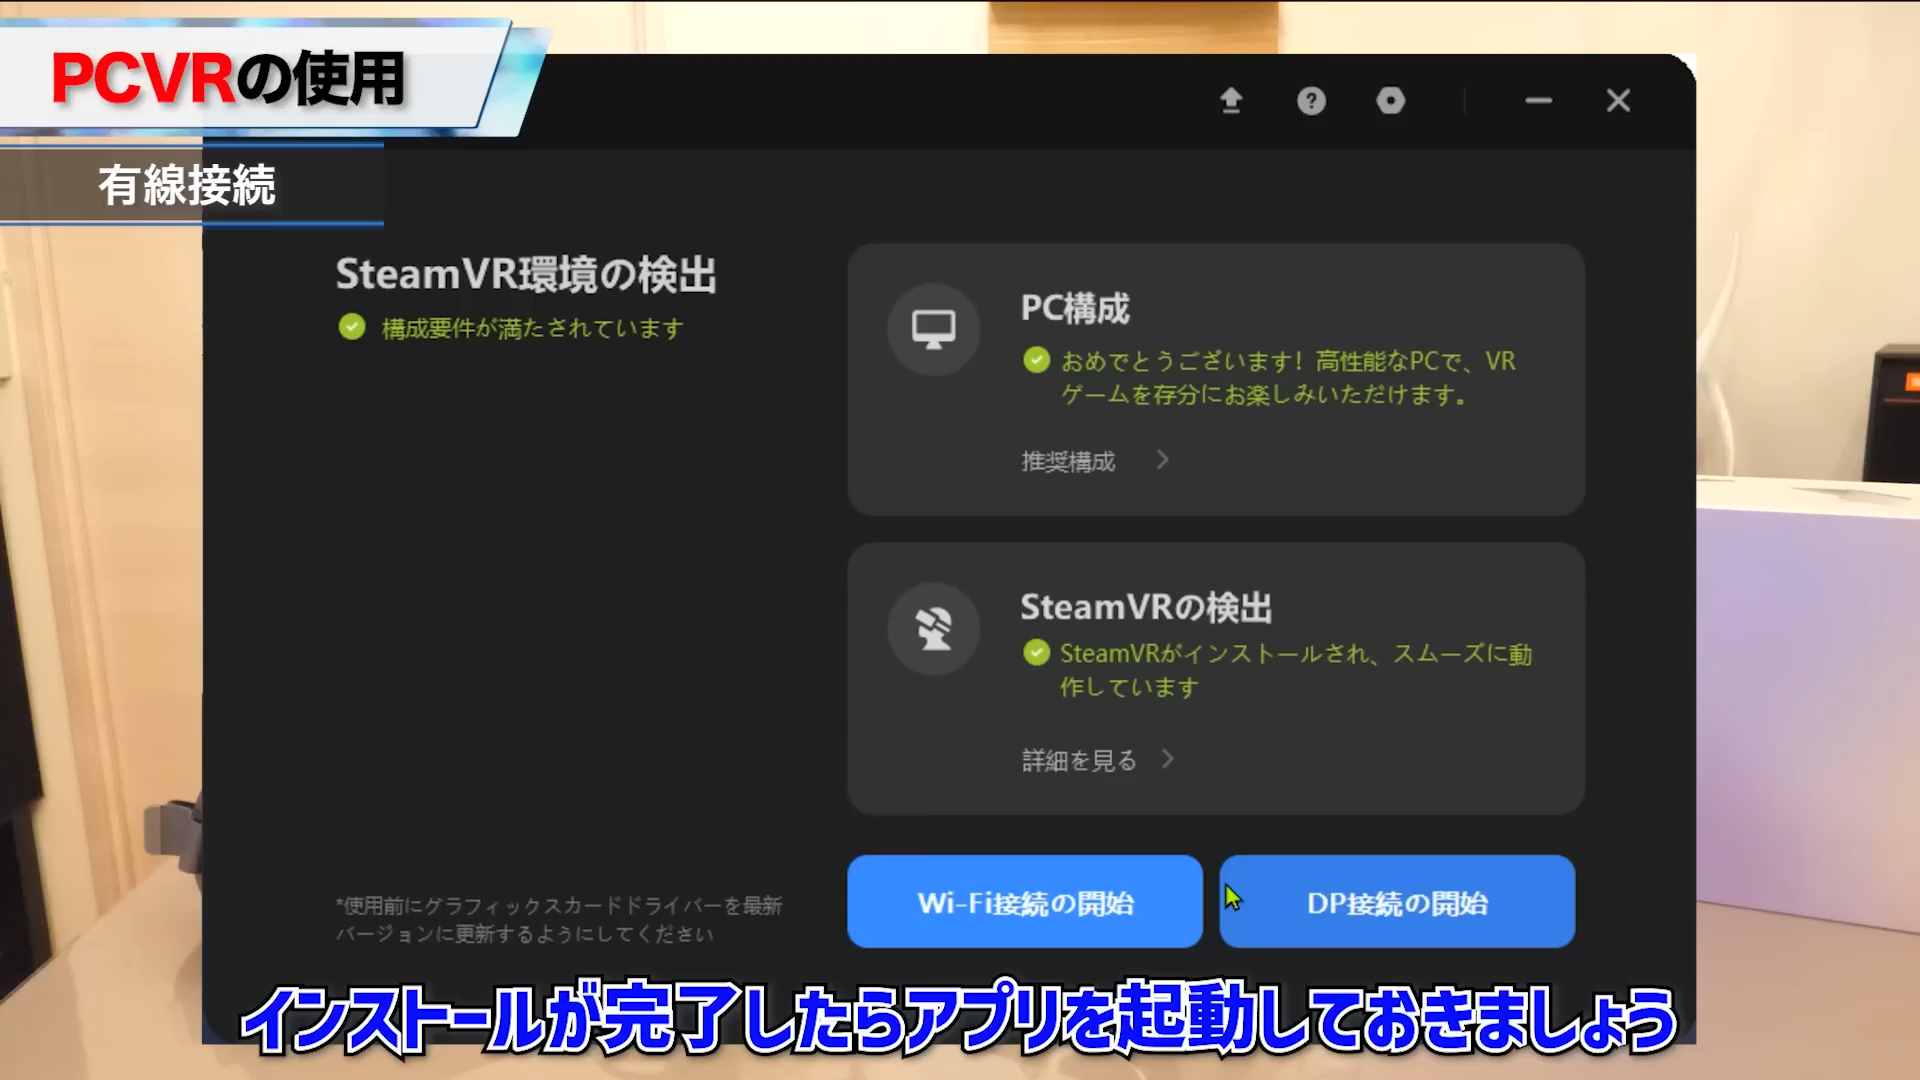 PCVRの使用
有線接続
SteamVR環境の検出
構成要件が満たされています
PC構成
おめでとうございます! 高性能なPCで、VR
ゲームを存分にお楽しみいただけます。
推奨構成
SteamVRの検出
SteamVRがインストールされ、スムーズに動
作しています
詳細を見る
*使用前にグラフィックスカードドライバーを最新
バージョンに更新するようにしてください
Wi-Fi接続の開始
DP接続の開始
インストールが完了したらアプリを起動しておきましょう